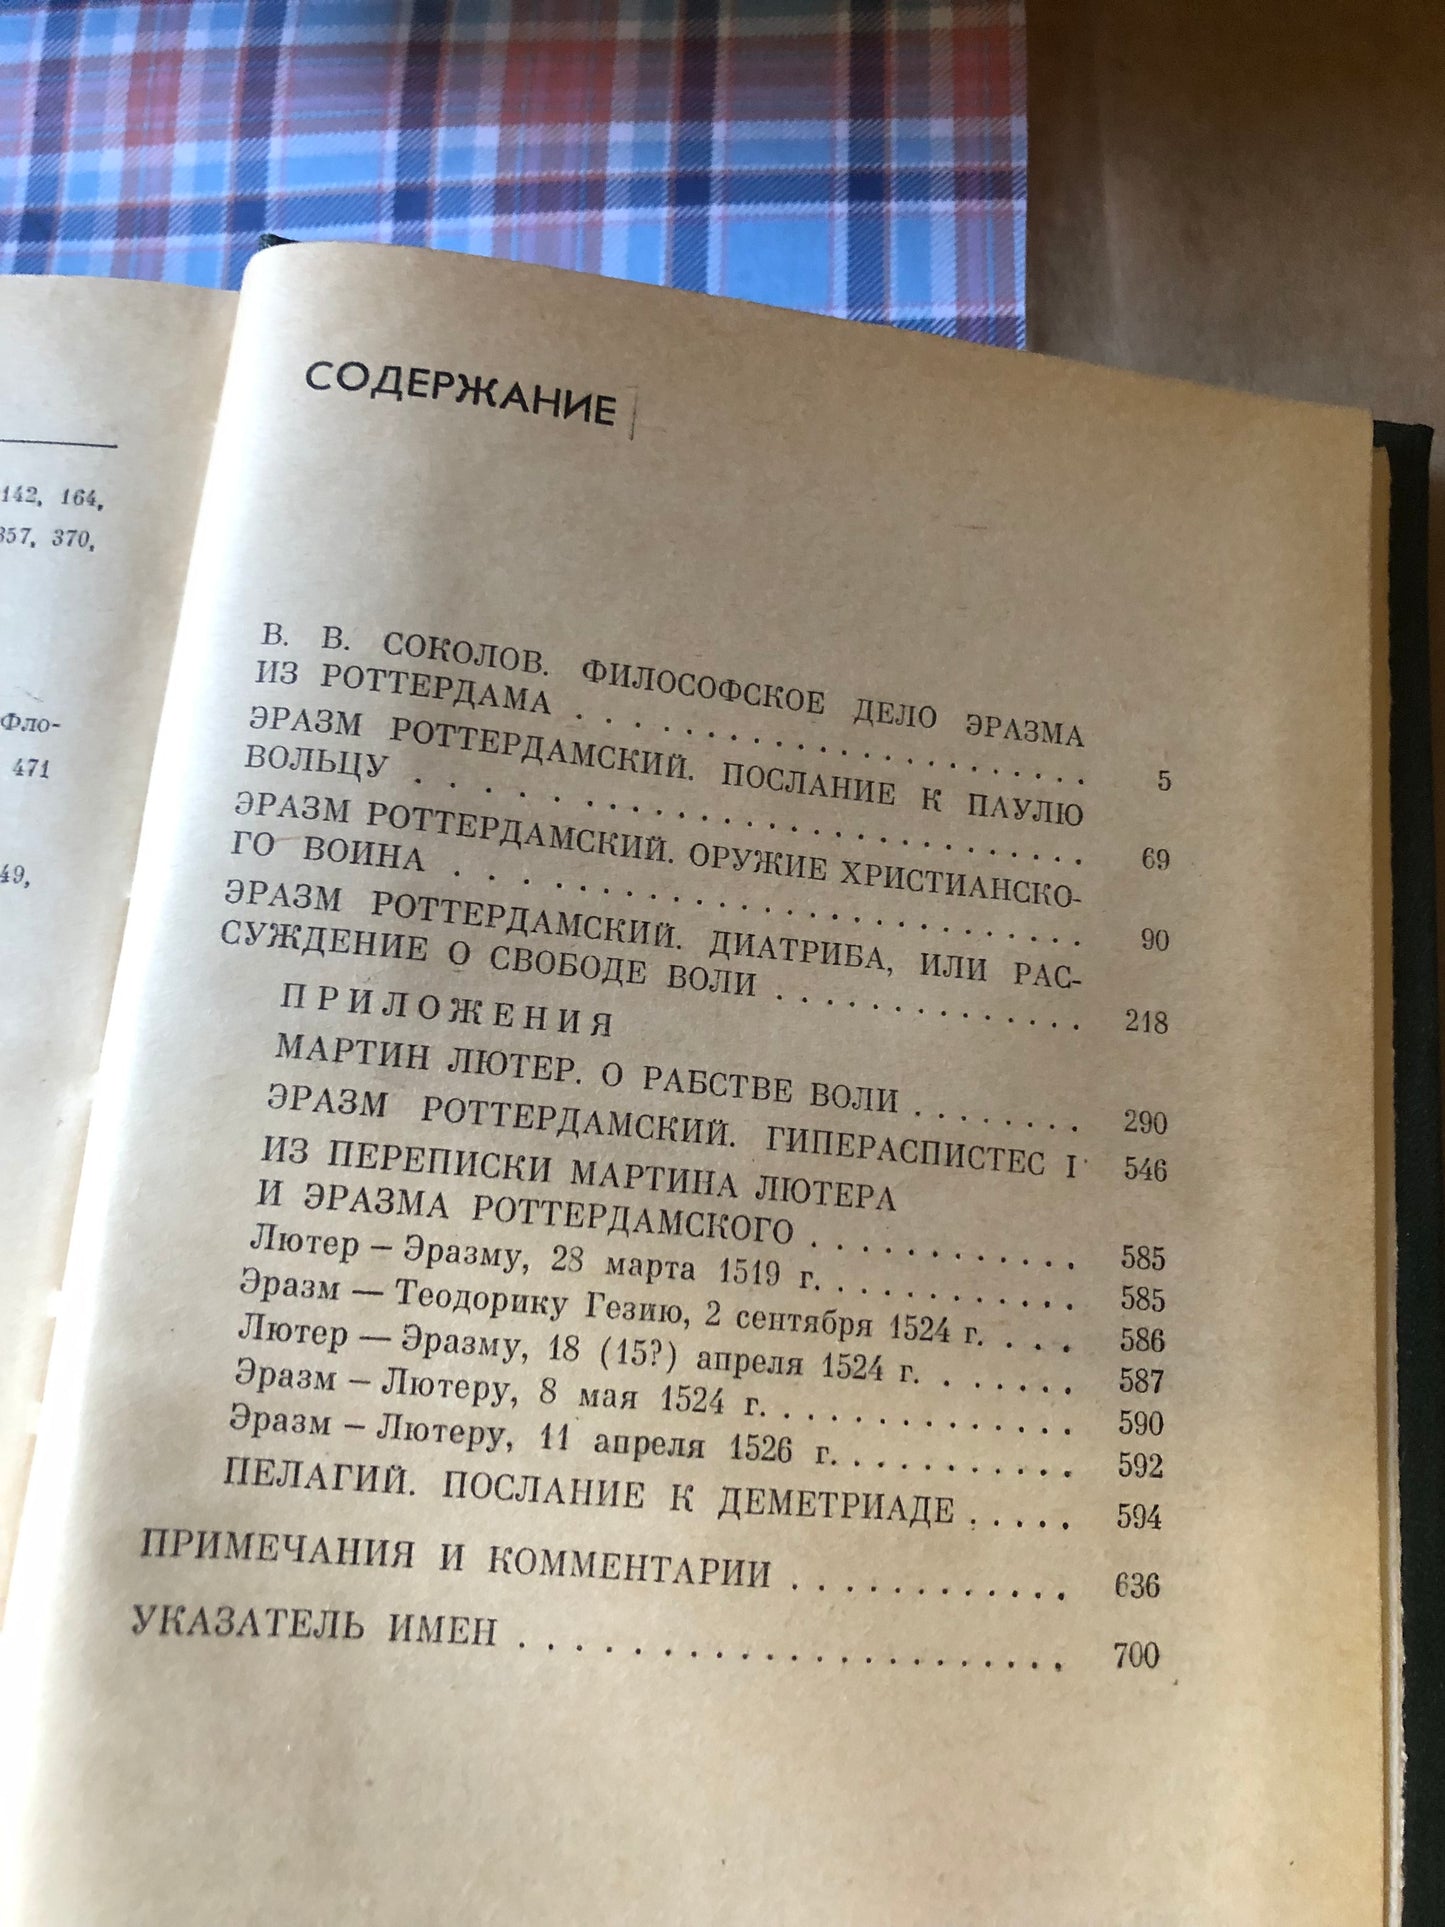 142, 164,
357, 370,
Фло-
471
49,
СОДЕРЖАНИЕ
В. В. СОКОЛОВ. ФИЛОСОФСКОЕ ДЕЛО ЭРАЗМА
ИЗ РОТТЕРДАМА . . . . . . . . . . . . . . . . . . . . 5
ЭРАЗМ РОТТЕРДАМСКИЙ. ПОСЛАНИЕ К ПАУЛЮ
ВОЛЬЦУ . . . . . . . . . . . . . . . . . . . . . . . . 69
ЭРАЗМ РОТТЕРДАМСКИЙ. ОРУЖИЕ ХРИСТИАНСКО-
ГО ВОИНА . . . . . . . . . . . . . . . . . . . . . . . 90
ЭРАЗМ РОТТЕРДАМСКИЙ. ДИАТРИБА, ИЛИ РАС-
СУЖДЕНИЕ О СВОБОДЕ ВОЛИ . . . . . . . . . . . . . . 218
ПРИЛОЖЕНИЯ
МАРТИН ЛЮТЕР. О РАБСТВЕ ВОЛИ . . . . . . . . 290
ЭРАЗМ РОТТЕРДАМСКИЙ. ГИПЕРАСПИСТЕС I 546
ИЗ ПЕРЕПИСКИ МАРТИНА ЛЮТЕРА
И ЭРАЗМА РОТТЕРДАМСКОГО . . . . . . . . . . . . 585
Лютер – Эразму, 28 марта 1519 г. . . . . . . . . . . . 585
Эразм — Теодорику Гезию, 2 сентября 1524 г. . . . . 586
Лютер — Эразму, 18 (15?) апреля 1524 г. . . . . . . . 587
Эразм – Лютеру, 8 мая 1524 г. . . . . . . . . . . . . . 590
Эразм – Лютеру, 11 апреля 1526 г. . . . . . . . . . . . 592
ПЕЛАГИЙ. ПОСЛАНИЕ К ДЕМЕТРИАДЕ . . . . . 594
ПРИМЕЧАНИЯ И КОММЕНТАРИИ . . . . . . . . . . . . 636
УКАЗАТЕЛЬ ИМЕН . . . . . . . . . . . . . . . . . . . . 700